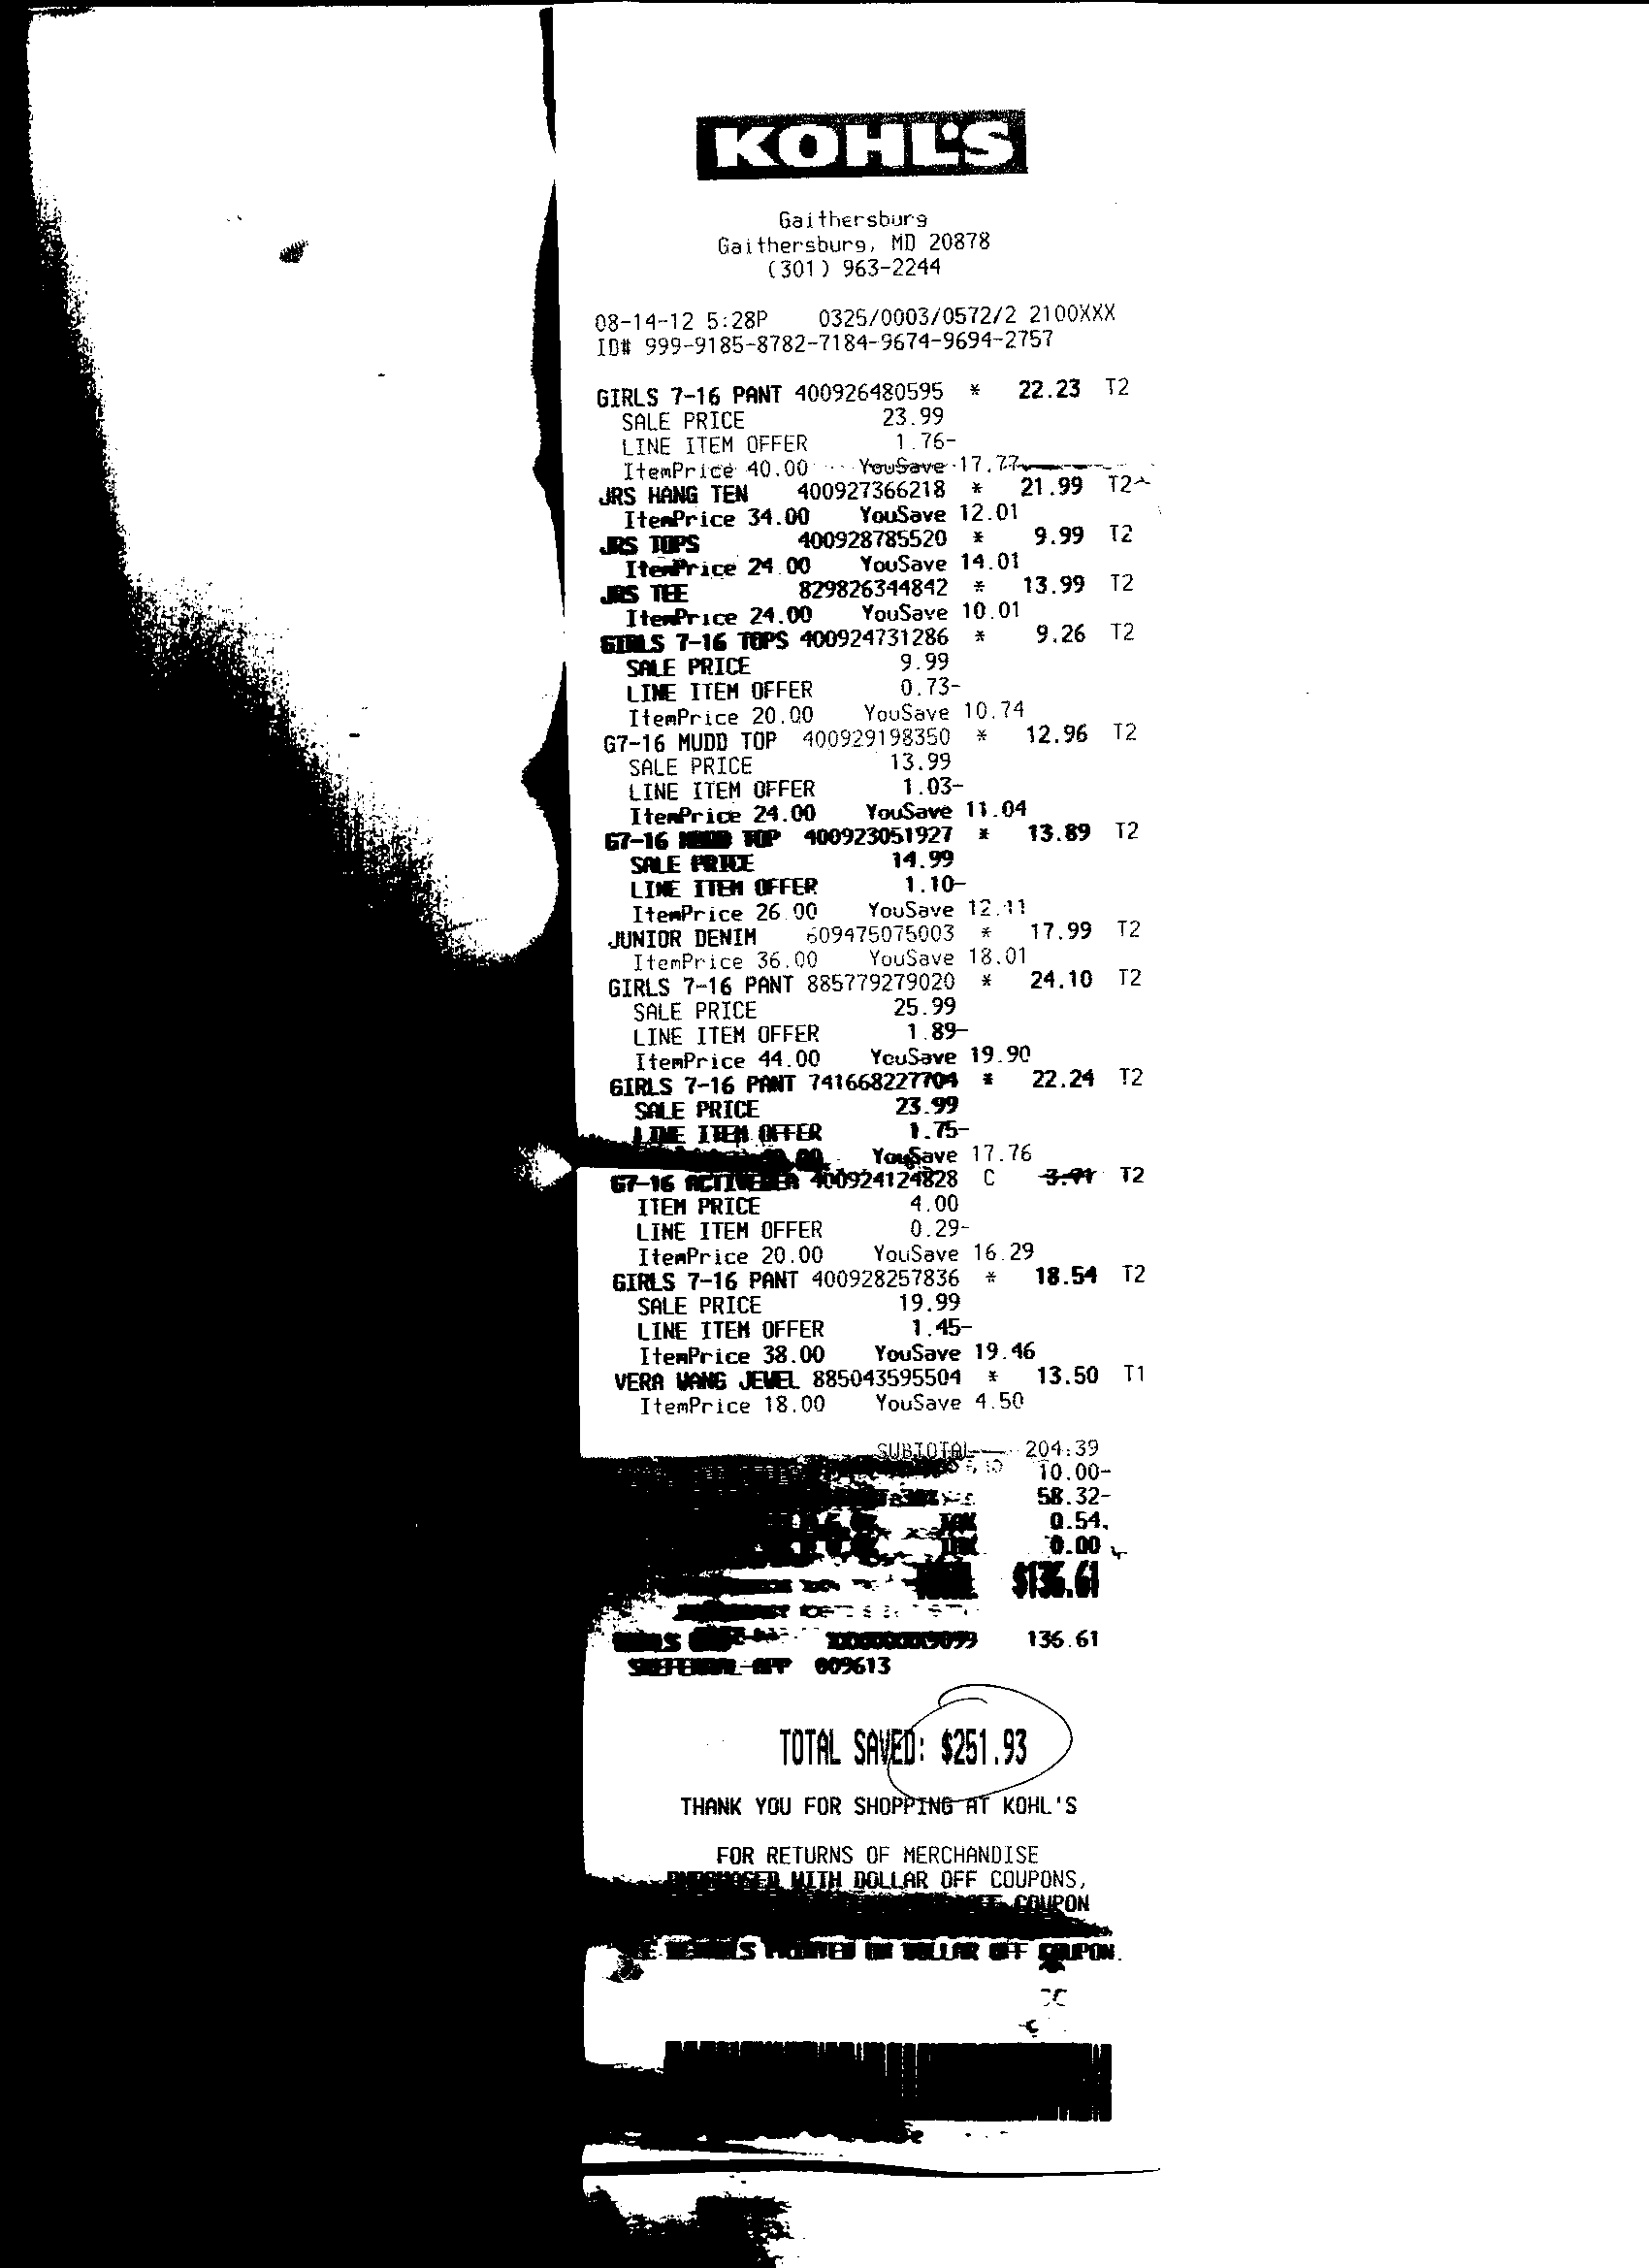 KOHL'S
Gaithersburg
Gaithersburg, MD 20878
(301) 963-2244
08-14-12 5:28P 0325/0003/0572/2 2100XXX
ID# 999-9185-8782-7184-9674-9694-2757
GIRLS 7-16 PANT 400926480595 * 22.23 T2
SALE PRICE 23.99
LINE ITEM OFFER 1.76-
ItemPrice 40.00 YouSave 17.77
JRS HANG TEN 400927366218 * 21.99 T2
ItemPrice 34.00 YouSave 12.01
JRS TOPS 400928785520 * 9.99 T2
ItemPrice 24.00 YouSave 14.01
JRS TEE 829826344842 * 13.99 T2
ItemPrice 24.00 YouSave 10.01
GIRLS 7-16 TOPS 400924731286 * 9.26 T2
SALE PRICE 9.99
LINE ITEM OFFER 0.73-
ItemPrice 20.00 YouSave 10.74
G7-16 MUDD TOP 400929198350 * 12.96 T2
SALE PRICE 13.99
LINE ITEM OFFER 1.03-
ItemPrice 24.00 YouSave 11.04
G7-16 MUDD TOP 400923051927 * 13.89 T2
SALE PRICE 14.99
LINE ITEM OFFER 1.10-
ItemPrice 26.00 YouSave 12.11
JUNIOR DENIM 609475075003 * 17.99 T2
ItemPrice 36.00 YouSave 18.01
GIRLS 7-16 PANT 885779279020 * 24.10 T2
SALE PRICE 25.99
LINE ITEM OFFER 1.89-
ItemPrice 44.00 YouSave 19.90
GIRLS 7-16 PANT 741668227704 * 22.24 T2
SALE PRICE 23.99
LINE ITEM OFFER 1.75-
YouSave 17.76
G7-16 ACTIVEWEA 400924124828 C 3.71 T2
ITEM PRICE 4.00
LINE ITEM OFFER 0.29-
ItemPrice 20.00 YouSave 16.29
GIRLS 7-16 PANT 400928257836 * 18.54 T2
SALE PRICE 19.99
LINE ITEM OFFER 1.45-
ItemPrice 38.00 YouSave 19.46
VERA WANG JEWEL 885043595504 * 13.50 T1
ItemPrice 18.00 YouSave 4.50
SUBTOTAL 204.39
10.00-
58.32-
TAX 0.54
TAX 0.00
TOTAL $136.61
136.61
APP 009613
TOTAL SAVED: $251.93
THANK YOU FOR SHOPPING AT KOHL'S
FOR RETURNS OF MERCHANDISE
PURCHASED WITH DOLLAR OFF COUPONS,
COUPON
DETAILS PRINTED ON DOLLAR OFF COUPON.